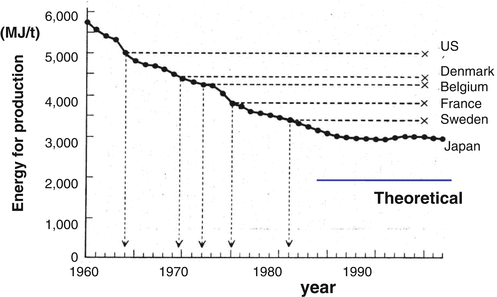 (MJ/t)
Energy for production
6,000
5,000
4,000
3,000
2,000
1,000
0
US
Denmark
Belgium
France
Sweden
Japan
Theoretical
1960
1970
1980
1990
year